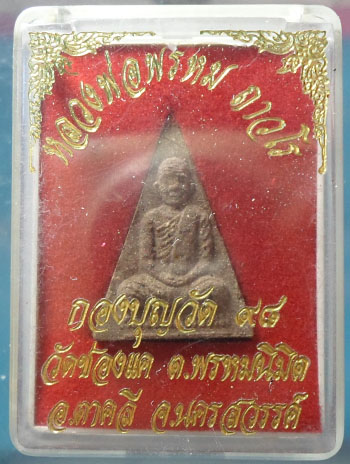 หลวงพ่อพรหม ถาวโร
กองบุญวัด ๙๘
วัดช่องแค ต.พรหมนิมิต
อ.ตาคลี จ.นครสวรรค์